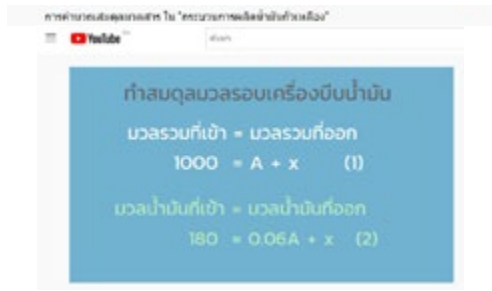 การคำนวณสมดุลมวลสาร ใน "กระบวนการผลิตน้ำมันถั่วเหลือง"
YouTube TH
ค้นหา
ทำสมดุลมวลรอบเครื่องบีบน้ำมัน
มวลรวมที่เข้า = มวลรวมที่ออก
1000 = A + x (1)
มวลน้ำมันที่เข้า = มวลน้ำมันที่ออก
180 = 0.06A + x (2)